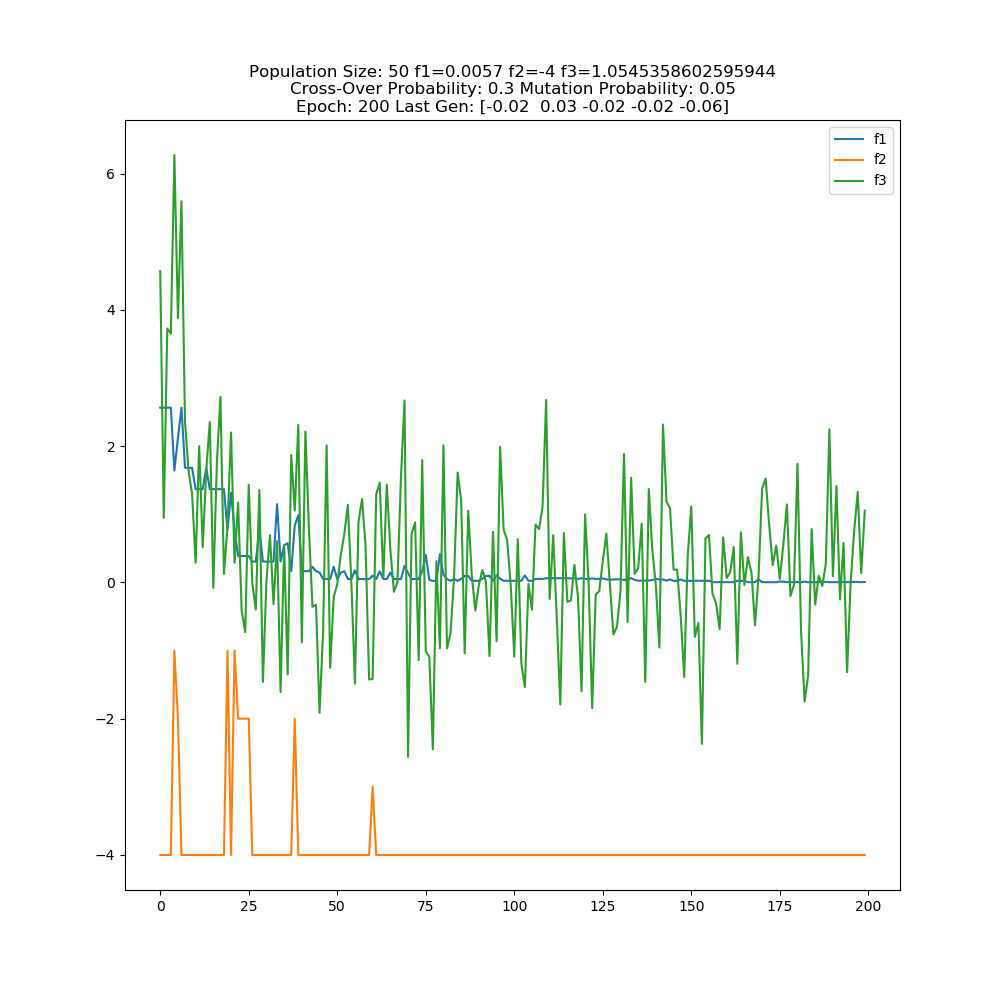 Population Size: 50 f1=0.0057 f2=-4 f3=1.0545358602595944
Cross-Over Probability: 0.3 Mutation Probability: 0.05
Epoch: 200 Last Gen: [-0.02  0.03 -0.02 -0.02 -0.06]
f1
f2
f3
6
4
2
0
−2
−4
0 25 50 75 100 125 150 175 200